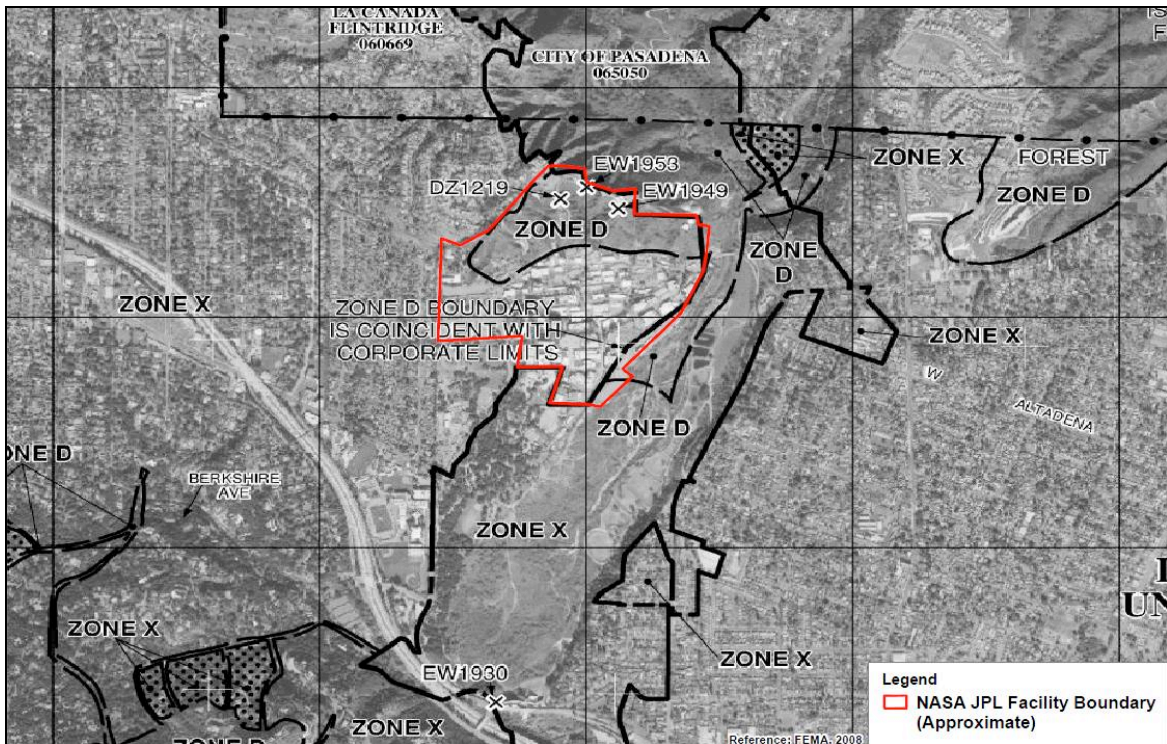 LA CANADA
FLINTRIDGE
060669
CITY OF PASADENA
065050
EW1953
DZ1219
EW1949
ZONE D
ZONE X
FOREST
ZONE D
ZONE
D
ZONE X
ZONE D BOUNDARY
IS COINCIDENT WITH
CORPORATE LIMITS
ZONE X
W
ALTADENA
ZONE D
ONE D
BERKSHIRE
AVE
ZONE X
ZONE X
ZONE X
EW1930
ZONE X
ZONE D
UN
Legend
NASA JPL Facility Boundary
(Approximate)
Reference: FEMA, 2008